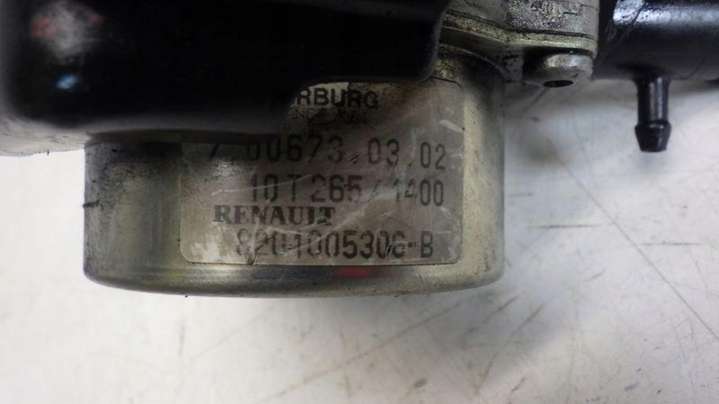 RBURG
7 00673.03.02
10T265/1400
RENAULT
8201005306-B